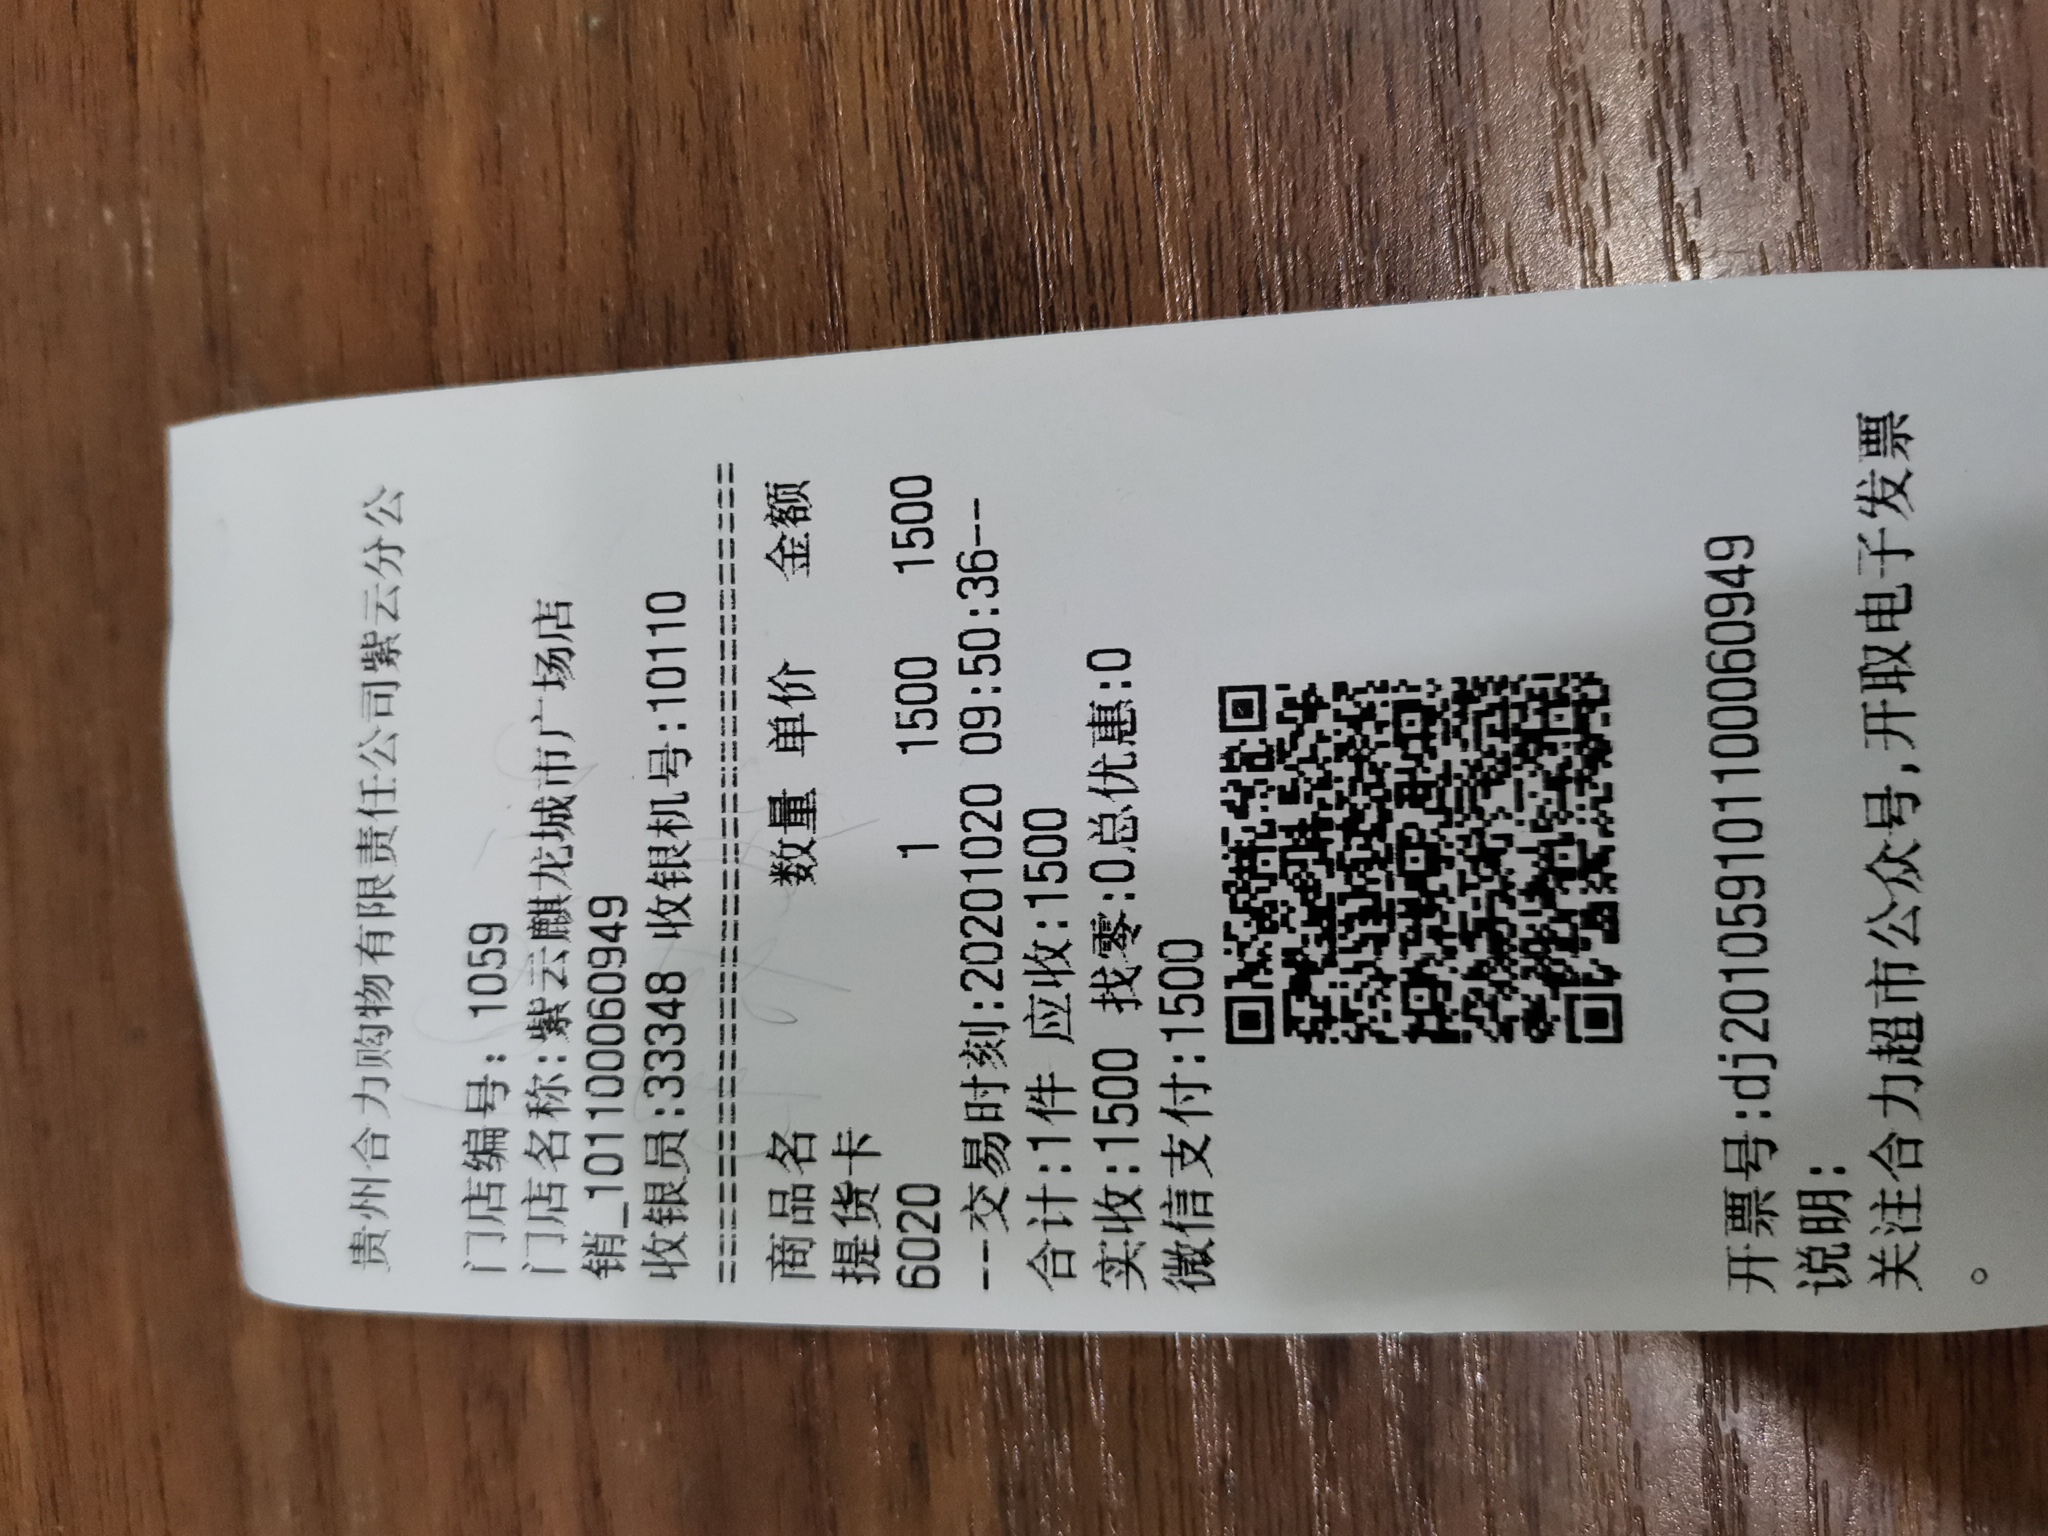 贵州合力购物有限责任公司紫云分公
门店编号: 1059
门店名称:紫云麒龙城市广场店
销_1011000060949
收银员:33348 收银机号:10110
商品名 数量 单价 金额
提货卡
6020 1 1500 1500
--交易时刻:20201020 09:50:36--
合计:1件 应收:1500
实收:1500 找零:0总优惠:0
微信支付:1500
开票号:dj2010591011000060949
说明:
关注合力超市公众号,开取电子发票
。